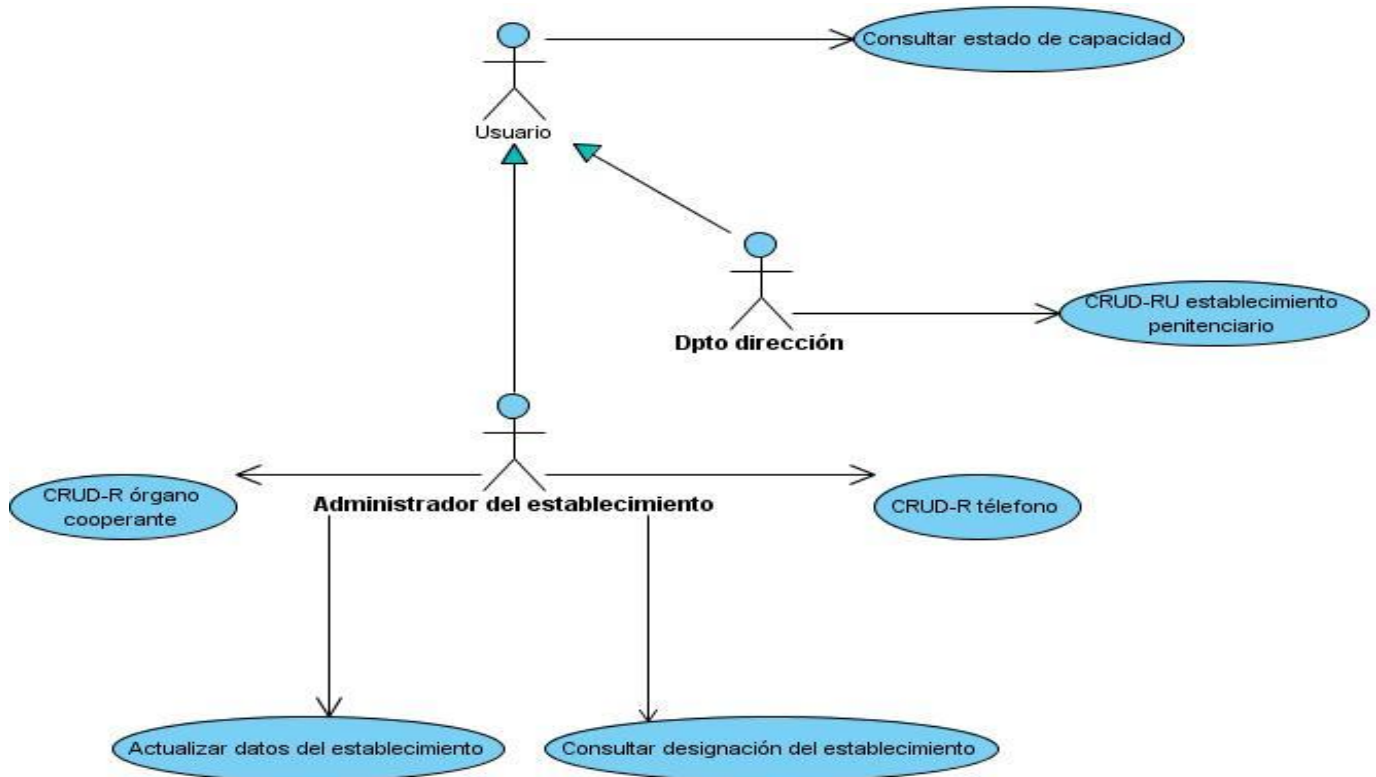 Consultar estado de capacidad
Usuario
CRUD-RU establecimiento
penitenciario
Dpto dirección
CRUD-R órgano
cooperante
Administrador del establecimiento
CRUD-R télefono
Actualizar datos del establecimiento
Consultar designación del establecimiento